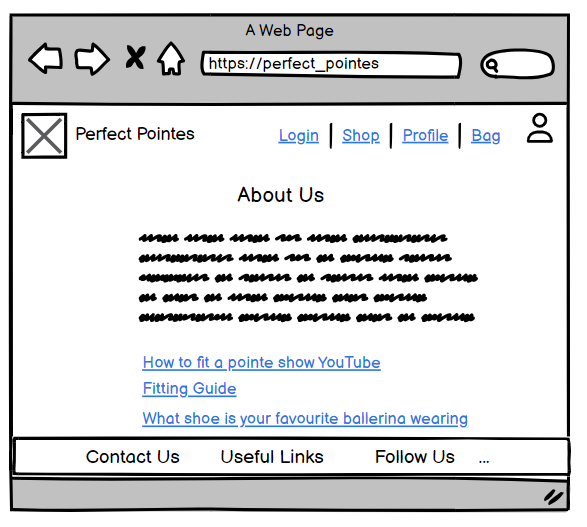 A Web Page
https://perfect_pointes
Perfect Pointes
Login | Shop | Profile | Bag
About Us
How to fit a pointe show YouTube
Fitting Guide
What shoe is your favourite ballerina wearing
Contact Us Useful Links Follow Us ...